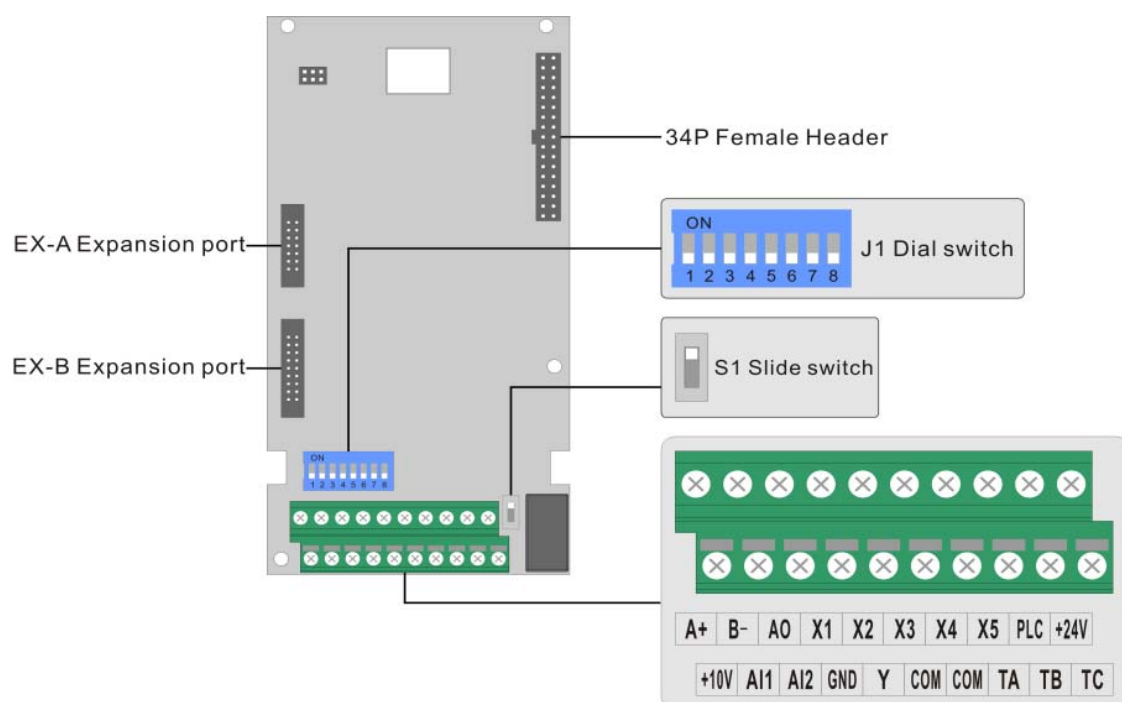 34P Female Header
EX-A Expansion port
ON
1 2 3 4 5 6 7 8
J1 Dial switch
S1 Slide switch
EX-B Expansion port
ON
1 2 3 4 5 6 7 8
A+ B- AO X1 X2 X3 X4 X5 PLC +24V
+10V AI1 AI2 GND Y COM COM TA TB TC